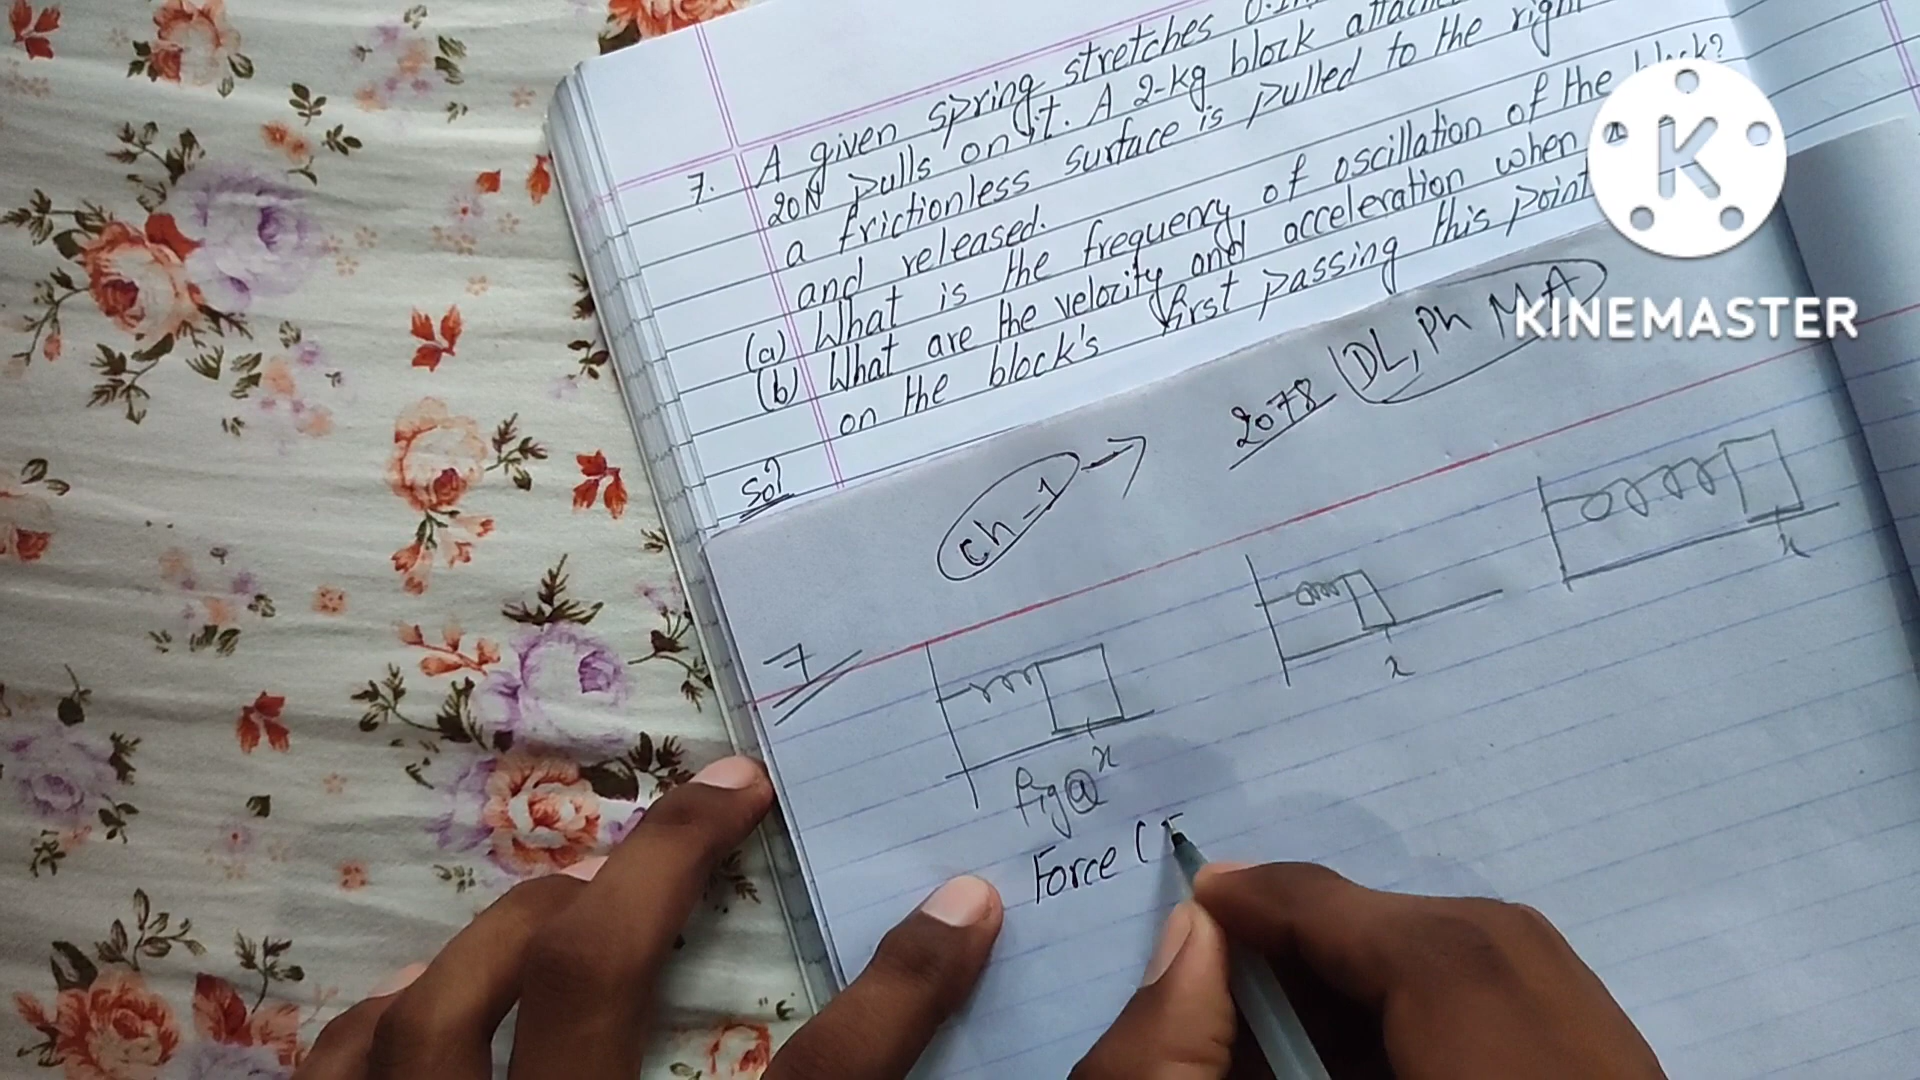 7. A given spring stretches
20N pulls on it. A 2-kg block
a frictionless surface is pulled to the right
and released.
(a) What is the frequency of oscillation of the block?
(b) What are the velocity and acceleration when
on the block's first passing this point
K
KINEMASTER
Ch-1 → 2078 DL, Ph M.A
7
x
x
x
fig @
Force (